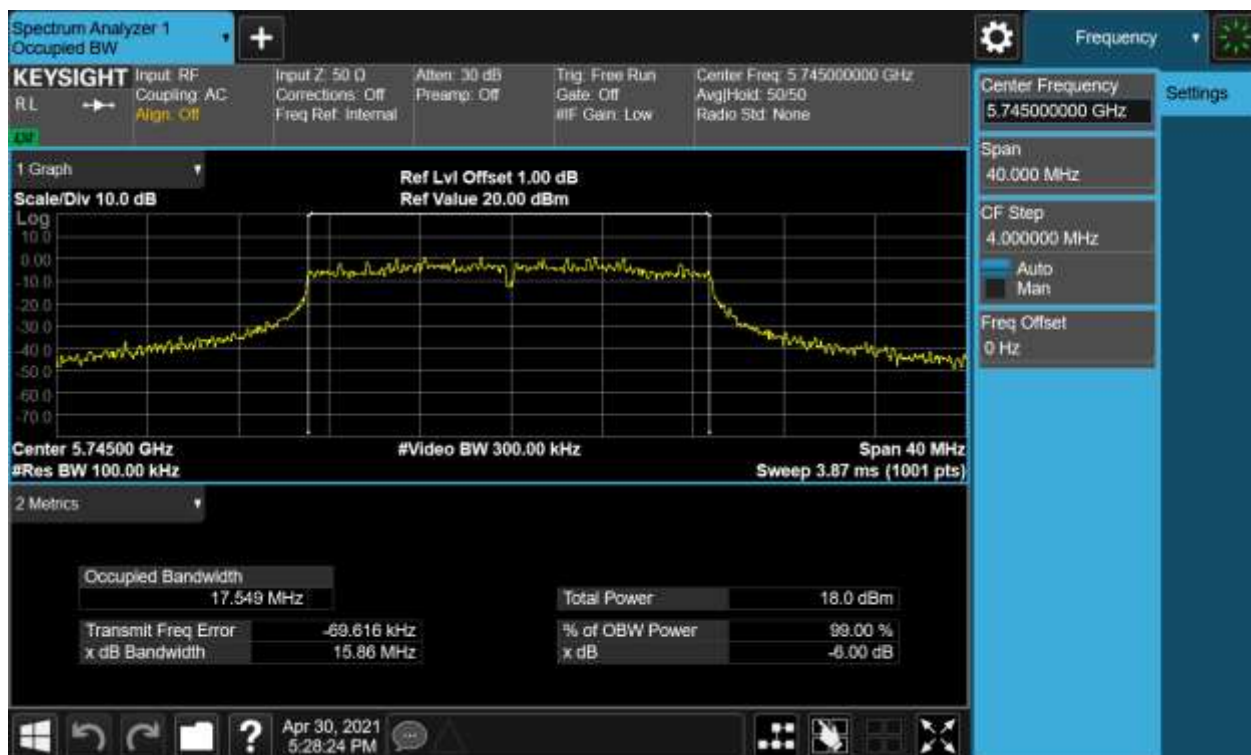 Spectrum Analyzer 1
Occupied BW
+
Frequency
KEYSIGHT
RL
Input: RF
Coupling: AC
Align: Off
Input Z: 50 Ω
Corrections: Off
Freq Ref: Internal
Atten: 30 dB
Preamp: Off
Trig: Free Run
Gate: Off
#IF Gain: Low
Center Freq: 5.745000000 GHz
Avg|Hold: 50/50
Radio Std: None
Center Frequency
5.745000000 GHz
Settings
Span
40.000 MHz
CF Step
4.000000 MHz
Auto
Man
Freq Offset
0 Hz
1 Graph
Scale/Div 10.0 dB
Ref Lvl Offset 1.00 dB
Ref Value 20.00 dBm
Log
10.0
0.00
-10.0
-20.0
-30.0
-40.0
-50.0
-60.0
-70.0
Center 5.74500 GHz
#Video BW 300.00 kHz
Span 40 MHz
#Res BW 100.00 kHz
Sweep 3.87 ms (1001 pts)
2 Metrics
Occupied Bandwidth
17.549 MHz
Total Power 18.0 dBm
Transmit Freq Error -69.616 kHz
% of OBW Power 99.00 %
x dB Bandwidth 15.86 MHz
x dB -6.00 dB
?
Apr 30, 2021
5:28:24 PM